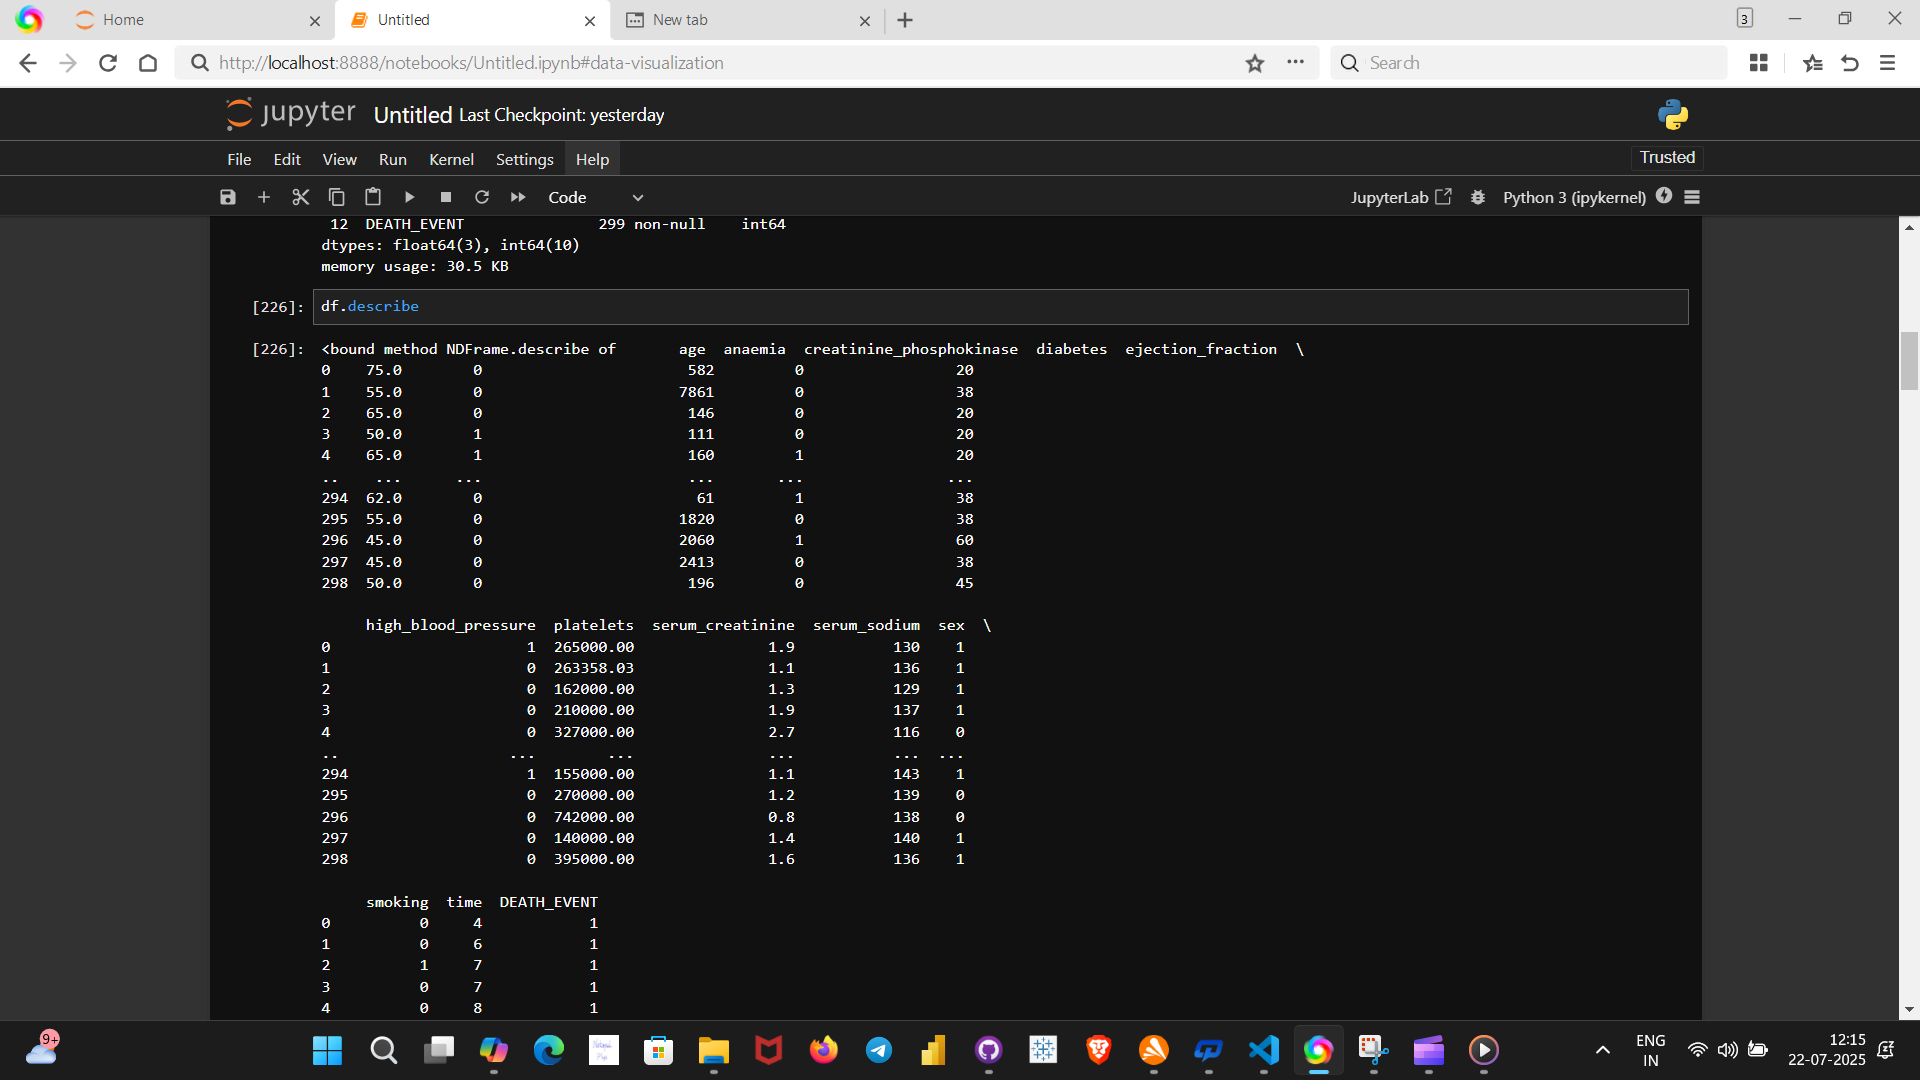 Home
Untitled
New tab
3
http://localhost:8888/notebooks/Untitled.ipynb#data-visualization
Search
jupyter Untitled Last Checkpoint: yesterday
File Edit View Run Kernel Settings Help
Trusted
Code
JupyterLab
Python 3 (ipykernel)
12 DEATH_EVENT 299 non-null int64
dtypes: float64(3), int64(10)
memory usage: 30.5 KB
[226]: df.describe
[226]: <bound method NDFrame.describe of age anaemia creatinine_phosphokinase diabetes ejection_fraction \
0 75.0 0 582 0 20
1 55.0 0 7861 0 38
2 65.0 0 146 0 20
3 50.0 1 111 0 20
4 65.0 1 160 1 20
.. ... ... ... ... ...
294 62.0 0 61 1 38
295 55.0 0 1820 0 38
296 45.0 0 2060 1 60
297 45.0 0 2413 0 38
298 50.0 0 196 0 45
high_blood_pressure platelets serum_creatinine serum_sodium sex \
0 1 265000.00 1.9 130 1
1 0 263358.03 1.1 136 1
2 0 162000.00 1.3 129 1
3 0 210000.00 1.9 137 1
4 0 327000.00 2.7 116 0
.. ... ... ... ... ...
294 1 155000.00 1.1 143 1
295 0 270000.00 1.2 139 0
296 0 742000.00 0.8 138 0
297 0 140000.00 1.4 140 1
298 0 395000.00 1.6 136 1
smoking time DEATH_EVENT
0 0 4 1
1 0 6 1
2 1 7 1
3 0 7 1
4 0 8 1
9+
ENG
IN
12:15
22-07-2025